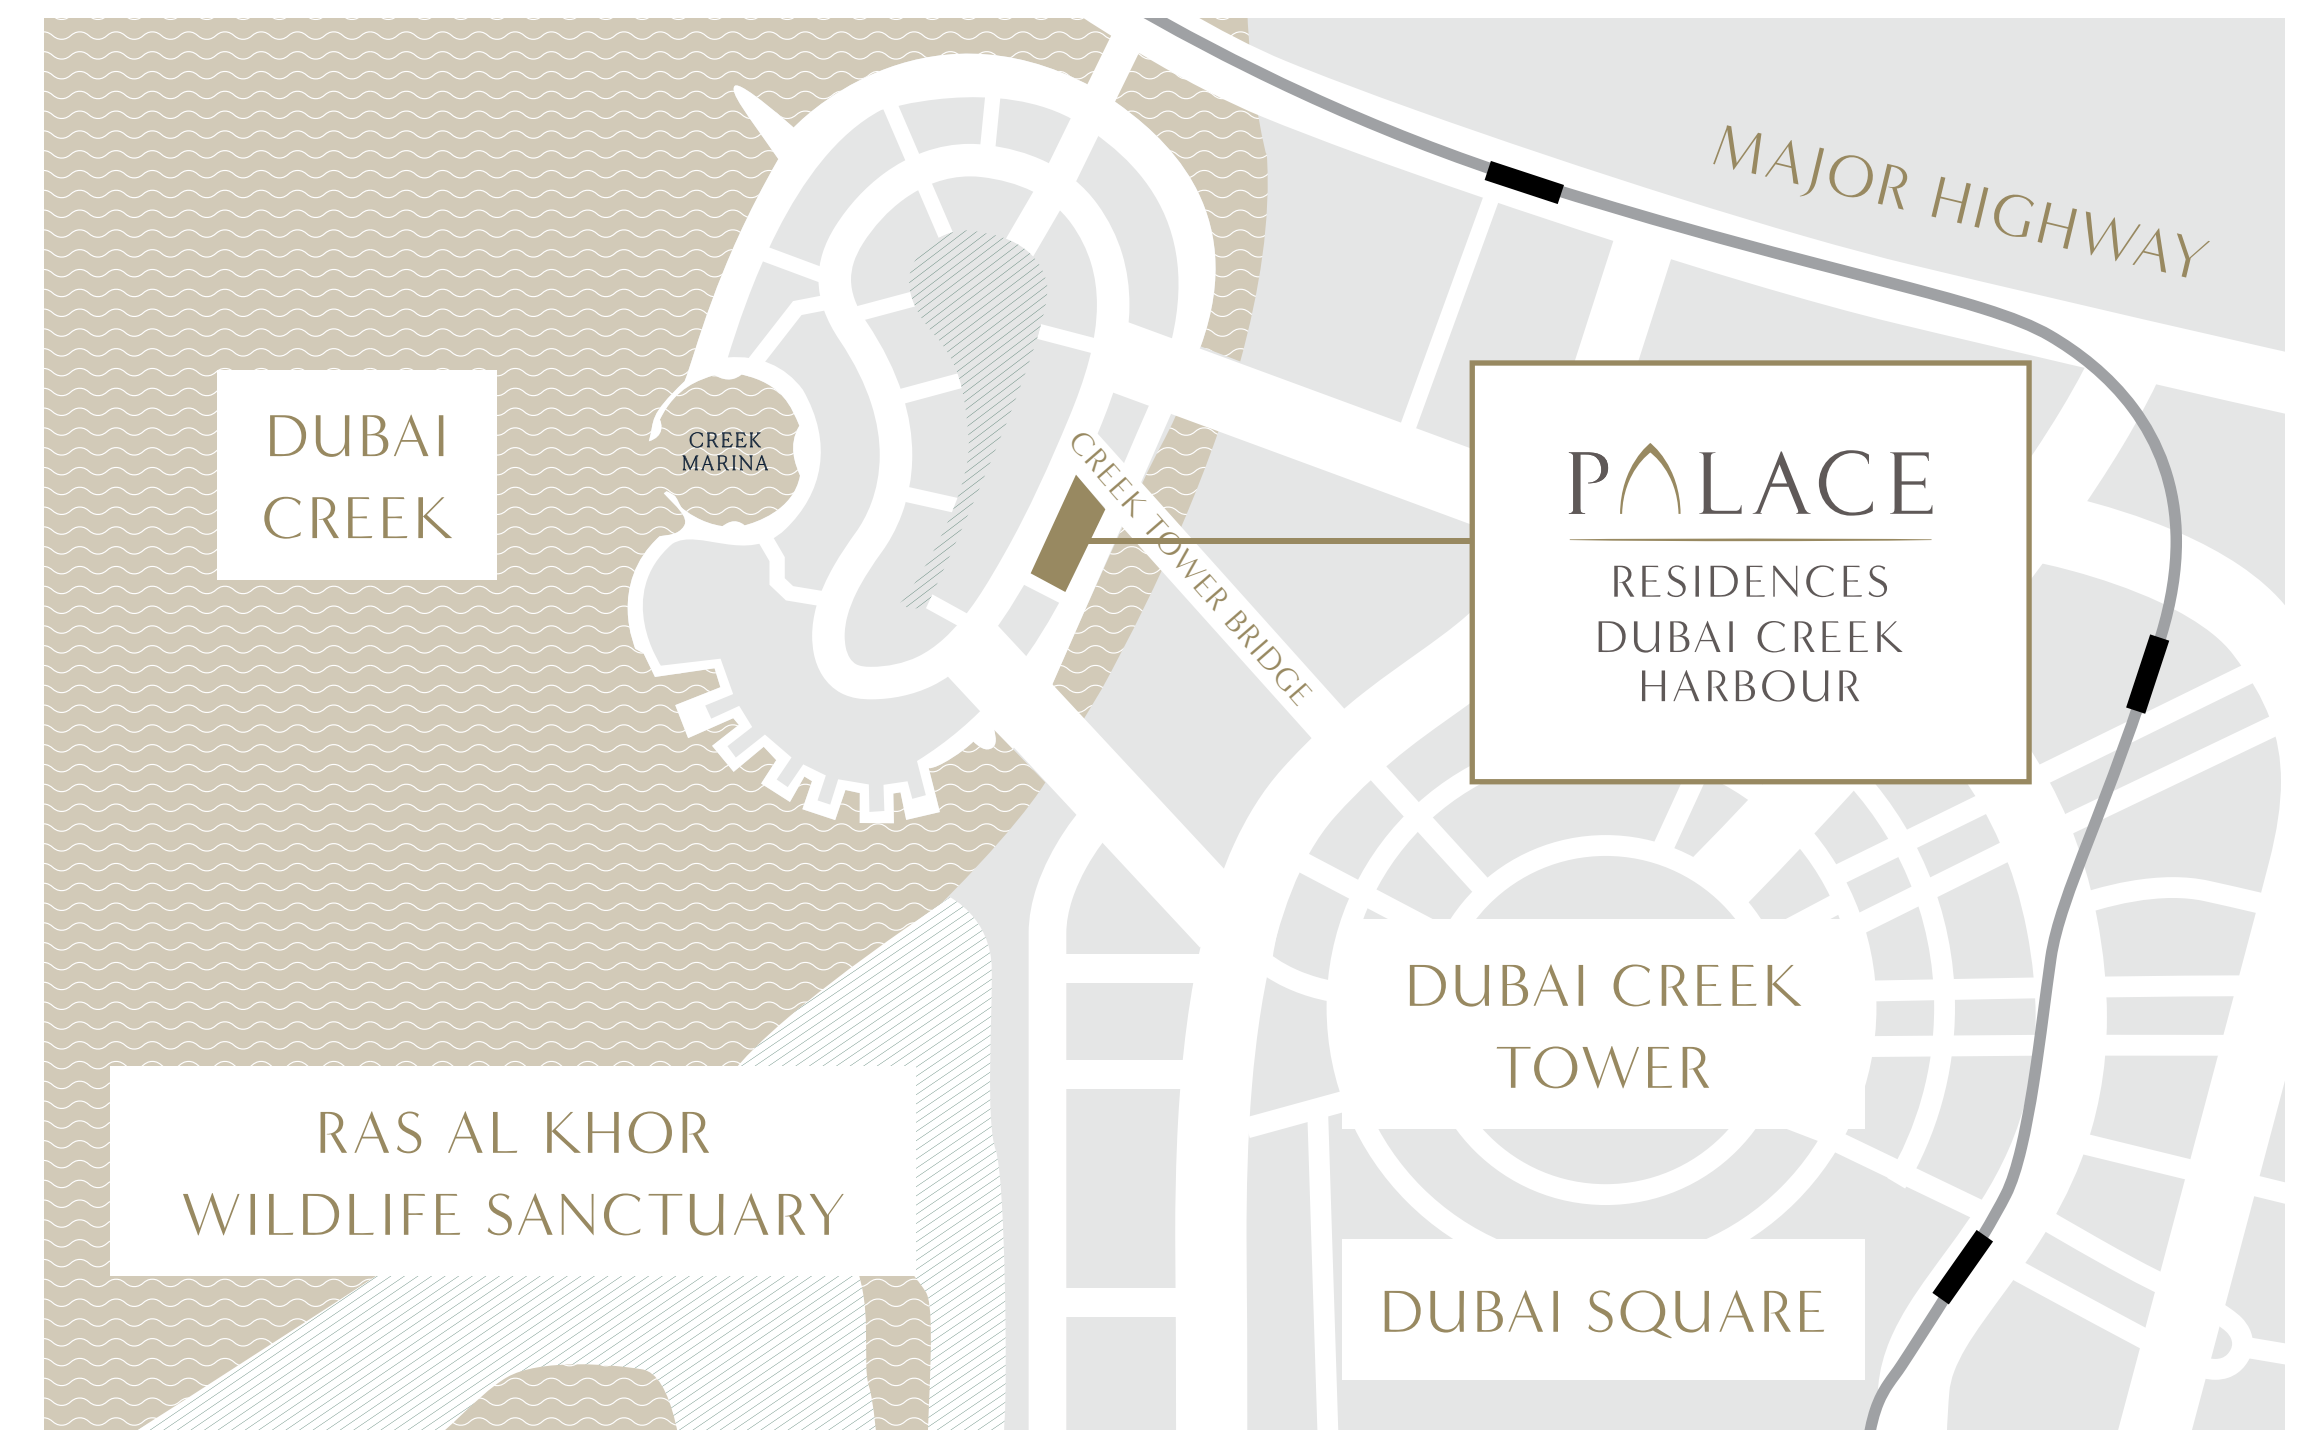 MAJOR HIGHWAY
DUBAI
CREEK
CREEK
MARINA
CREEK TOWER BRIDGE
PALACE
RESIDENCES
DUBAI CREEK
HARBOUR
DUBAI CREEK
TOWER
RAS AL KHOR
WILDLIFE SANCTUARY
DUBAI SQUARE